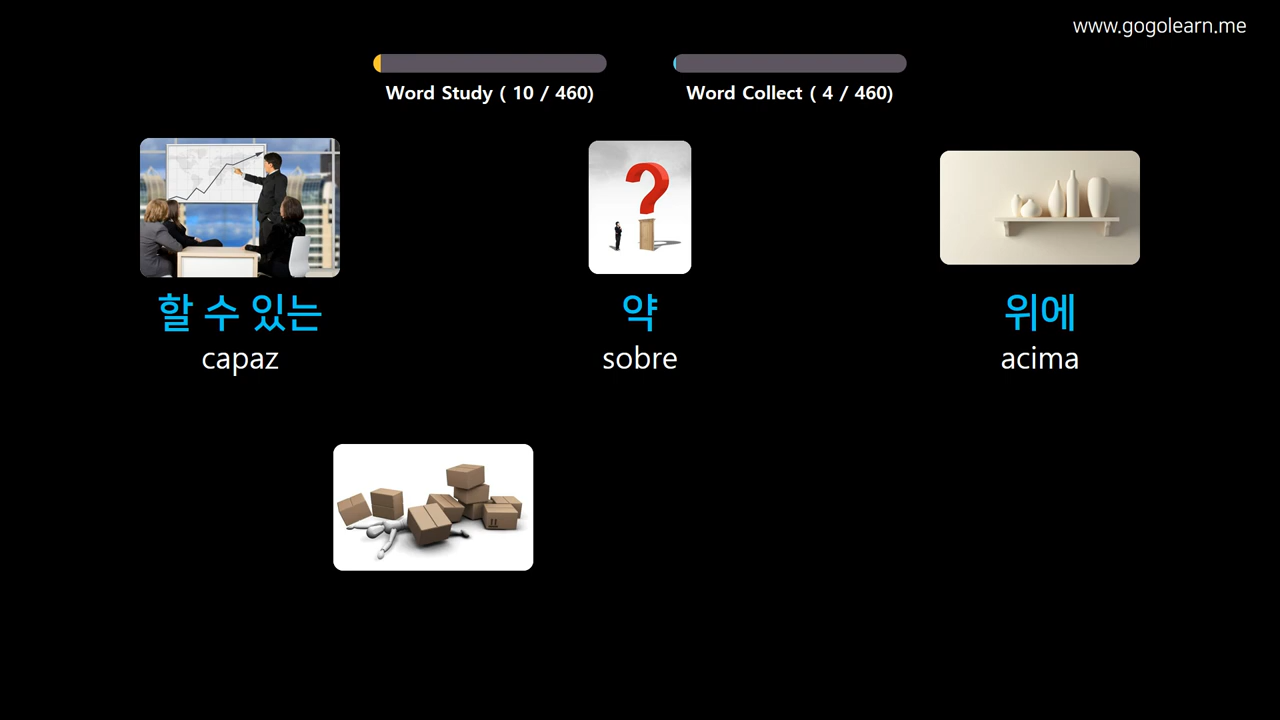 www.gogolearn.me
Word Study ( 10 / 460)
Word Collect ( 4 / 460)
할 수 있는
capaz
약
sobre
위에
acima